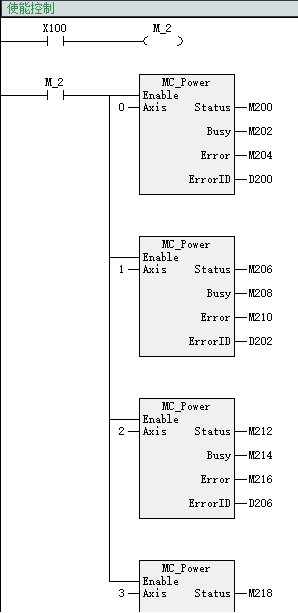 使能控制
X100 M_2
M_2
MC_Power
Enable
0 Axis Status M200
Busy M202
Error M204
ErrorID D200
MC_Power
Enable
1 Axis Status M206
Busy M208
Error M210
ErrorID D202
MC_Power
Enable
2 Axis Status M212
Busy M214
Error M216
ErrorID D206
MC_Power
Enable
3 Axis Status M218